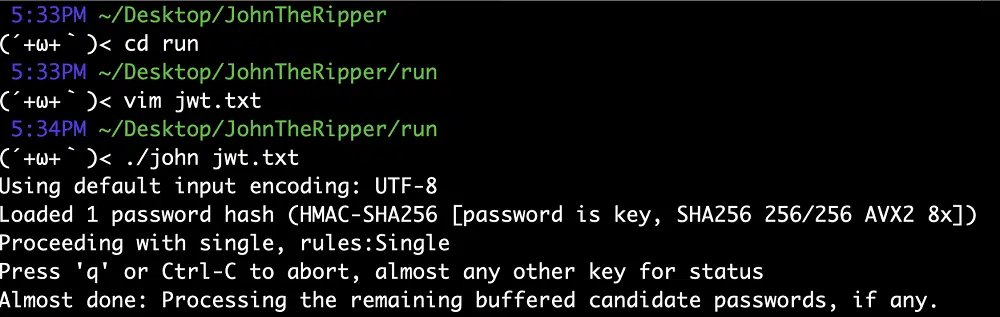 5:33PM ~/Desktop/JohnTheRipper
(´+ω+｀)< cd run
5:33PM ~/Desktop/JohnTheRipper/run
(´+ω+｀)< vim jwt.txt
5:34PM ~/Desktop/JohnTheRipper/run
(´+ω+｀)< ./john jwt.txt
Using default input encoding: UTF-8
Loaded 1 password hash (HMAC-SHA256 [password is key, SHA256 256/256 AVX2 8x])
Proceeding with single, rules:Single
Press 'q' or Ctrl-C to abort, almost any other key for status
Almost done: Processing the remaining buffered candidate passwords, if any.